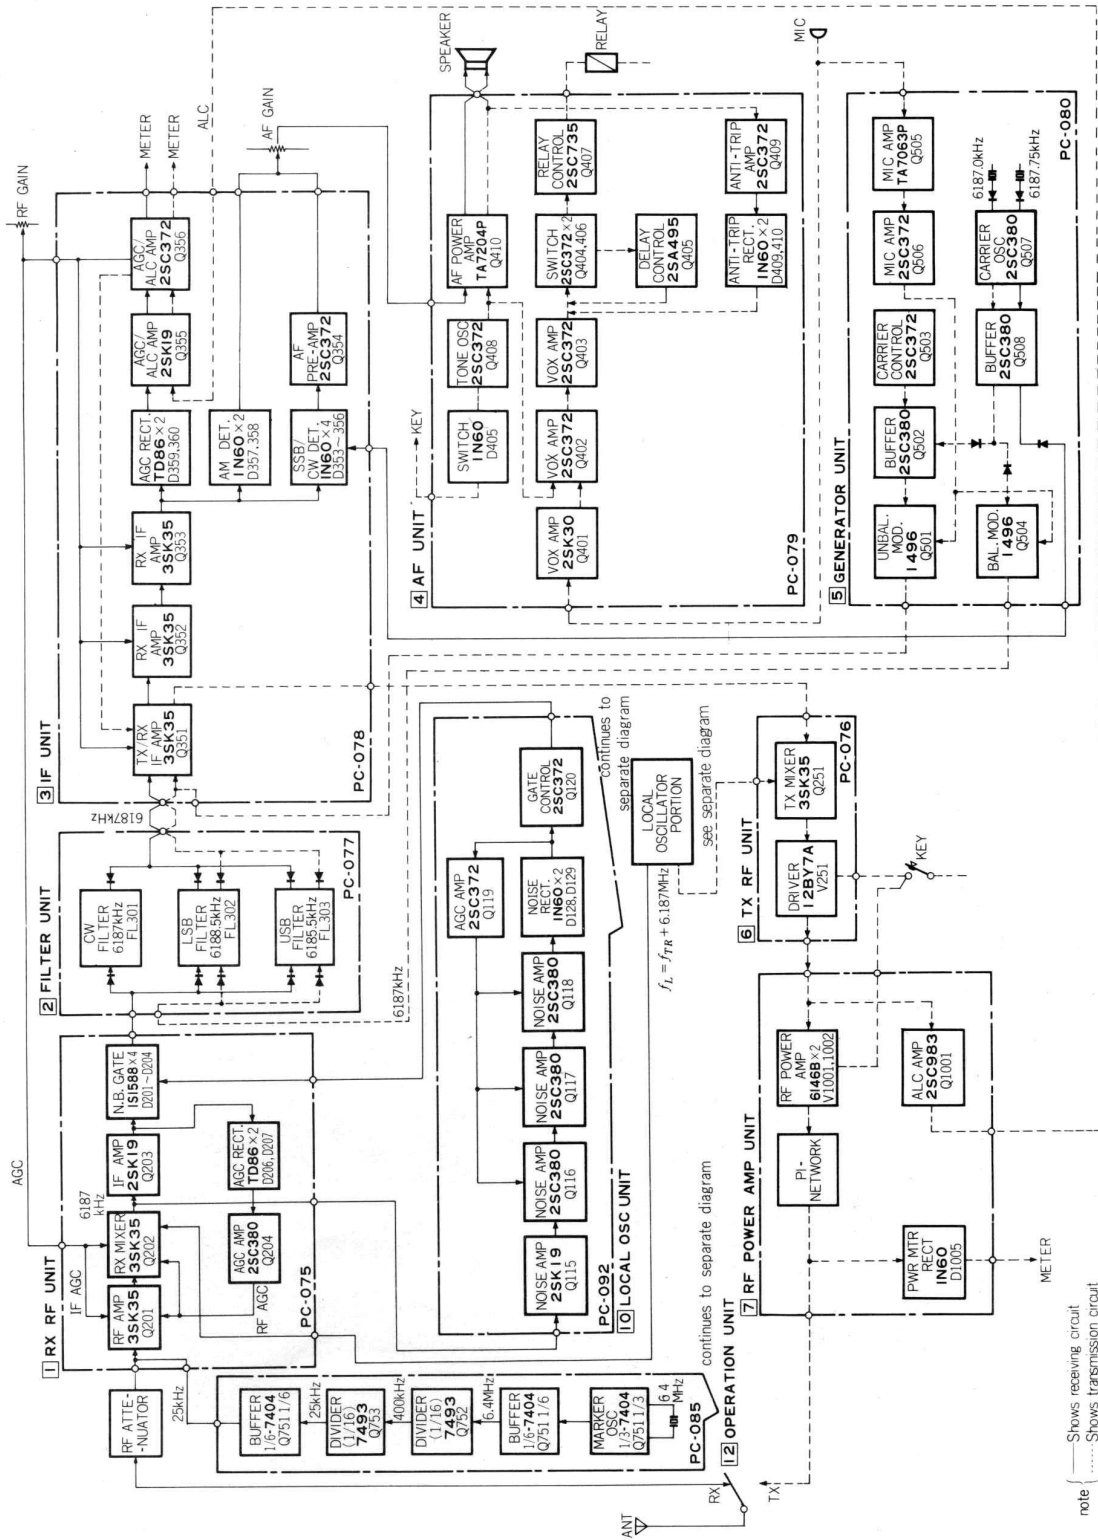 RF GAIN
METER
METER
ALC
AF GAIN
SPEAKER
RELAY
MIC
AGC
3 IF UNIT
TX/RX
IF AMP
3SK35
Q351
RX IF
AMP
3SK35
Q352
RX IF
AMP
3SK35
Q353
AGC RECT.
TD86×2
D359.360
AGC/
ALC AMP
2SK19
Q355
AGC/
ALC AMP
2SC372
Q356
AM DET.
1N60×2
D357.358
SSB/
CW DET.
1N60×4
D353~356
AF
PRE-AMP
2SC372
Q354
PC-078
6187kHz
2 FILTER UNIT
CW
FILTER
6187kHz
FL301
LSB
FILTER
6188.5kHz
FL302
USB
FILTER
6185.5kHz
FL303
PC-077
6187kHz
1 RX RF UNIT
IF AGC
RF AMP
3SK35
Q201
RX MIXER
3SK35
Q202
6187
kHz
IF AMP
2SK19
Q203
N.B. GATE
1S1588×4
D201~D204
AGC RECT.
TD86×2
D206,D207
AGC AMP
2SC380
Q204
RF AGC
PC-075
RF ATTE-
-NUATOR
25kHz
BUFFER
1/6-7404
Q751 1/6
25kHz
DIVIDER
(1/16)
7493
Q753
400kHz
DIVIDER
(1/16)
7493
Q752
6.4MHz
BUFFER
1/6-7404
Q751 1/6
MARKER
OSC
1/3-7404
Q751 1/3
6.4
MHz
PC-085
12 OPERATION UNIT
continues to separate diagram
RX
TX
ANT
4 AF UNIT
KEY
SWITCH
1N60
D405
TONE OSC
2SC372
Q408
AF POWER
AMP
TA7204P
Q410
VOX AMP
2SK30
Q401
VOX AMP
2SC372
Q402
VOX AMP
2SC372
Q403
SWITCH
2SC372×2
Q404,406
RELAY
CONTROL
2SC735
Q407
DELAY
CONTROL
2SA495
Q405
ANTI-TRIP
RECT.
1N60×2
D409,410
ANTI-TRIP
AMP
2SC372
Q409
PC-079
PC-092
10 LOCAL OSC UNIT
NOISE AMP
2SK19
Q115
NOISE AMP
2SC380
Q116
NOISE AMP
2SC380
Q117
NOISE AMP
2SC380
Q118
NOISE
RECT.
1N60×2
D128,D129
AGC AMP
2SC372
Q119
GATE
CONTROL
2SC372
Q120
continues to
separate diagram
LOCAL
OSCILLATOR
PORTION
see separate diagram
fL = fTR + 6.187MHz
5 GENERATOR UNIT
UNBAL.
MOD.
1496
Q501
BUFFER
2SC380
Q502
CARRIER
CONTROL
2SC372
Q503
MIC AMP
2SC372
Q506
MIC AMP
TA7063P
Q505
BAL.MOD.
1496
Q504
BUFFER
2SC380
Q508
CARRIER
OSC
2SC380
Q507
6187.0kHz
6187.75kHz
PC-080
6 TX RF UNIT
DRIVER
12BY7A
V251
TX MIXER
3SK35
Q251
PC-076
KEY
7 RF POWER AMP UNIT
PI-
NETWORK
RF POWER
AMP
6146B×2
V1001,1002
ALC AMP
2SC983
Q1001
PWR MTR
RECT
1N60
D1005
METER
note { —— Shows receiving circuit
------ Shows transmission circuit